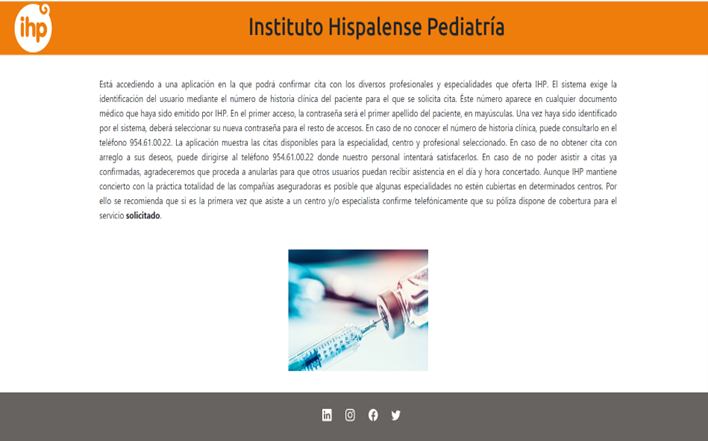 ihp
Instituto Hispalense Pediatría
Está accediendo a una aplicación en la que podrá confirmar cita con los diversos profesionales y especialidades que oferta IHP. El sistema exige la
identificación del usuario mediante el número de historia clínica del paciente para el que se solicita cita. Éste número aparece en cualquier documento
médico que haya sido emitido por IHP. En el primer acceso, la contraseña será el primer apellido del paciente, en mayúsculas. Una vez haya sido identificado
por el sistema, deberá seleccionar su nueva contraseña para el resto de accesos. En caso de no conocer el número de historia clínica, puede consultarlo en el
teléfono 954.61.00.22. La aplicación muestra las citas disponibles para la especialidad, centro y profesional seleccionado. En caso de no obtener cita con
arreglo a sus deseos, puede dirigirse al teléfono 954.61.00.22 donde nuestro personal intentará satisfacerlos. En caso de no poder asistir a citas ya
confirmadas, agradeceremos que proceda a anularlas para que otros usuarios puedan recibir asistencia en el día y hora concertado. Aunque IHP mantiene
concierto con la práctica totalidad de las compañías aseguradoras es posible que algunas especialidades no estén cubiertas en determinados centros. Por
ello se recomienda que si es la primera vez que asiste a un centro y/o especialista confirme telefónicamente que su póliza dispone de cobertura para el
servicio solicitado.